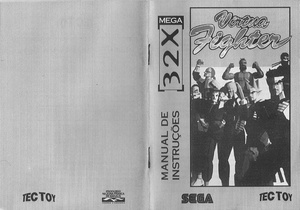 TEC TOY
MEGA
32X
MANUAL DE
INSTRUÇÕES
Virtua
Fighter
SEGA
TEC TOY